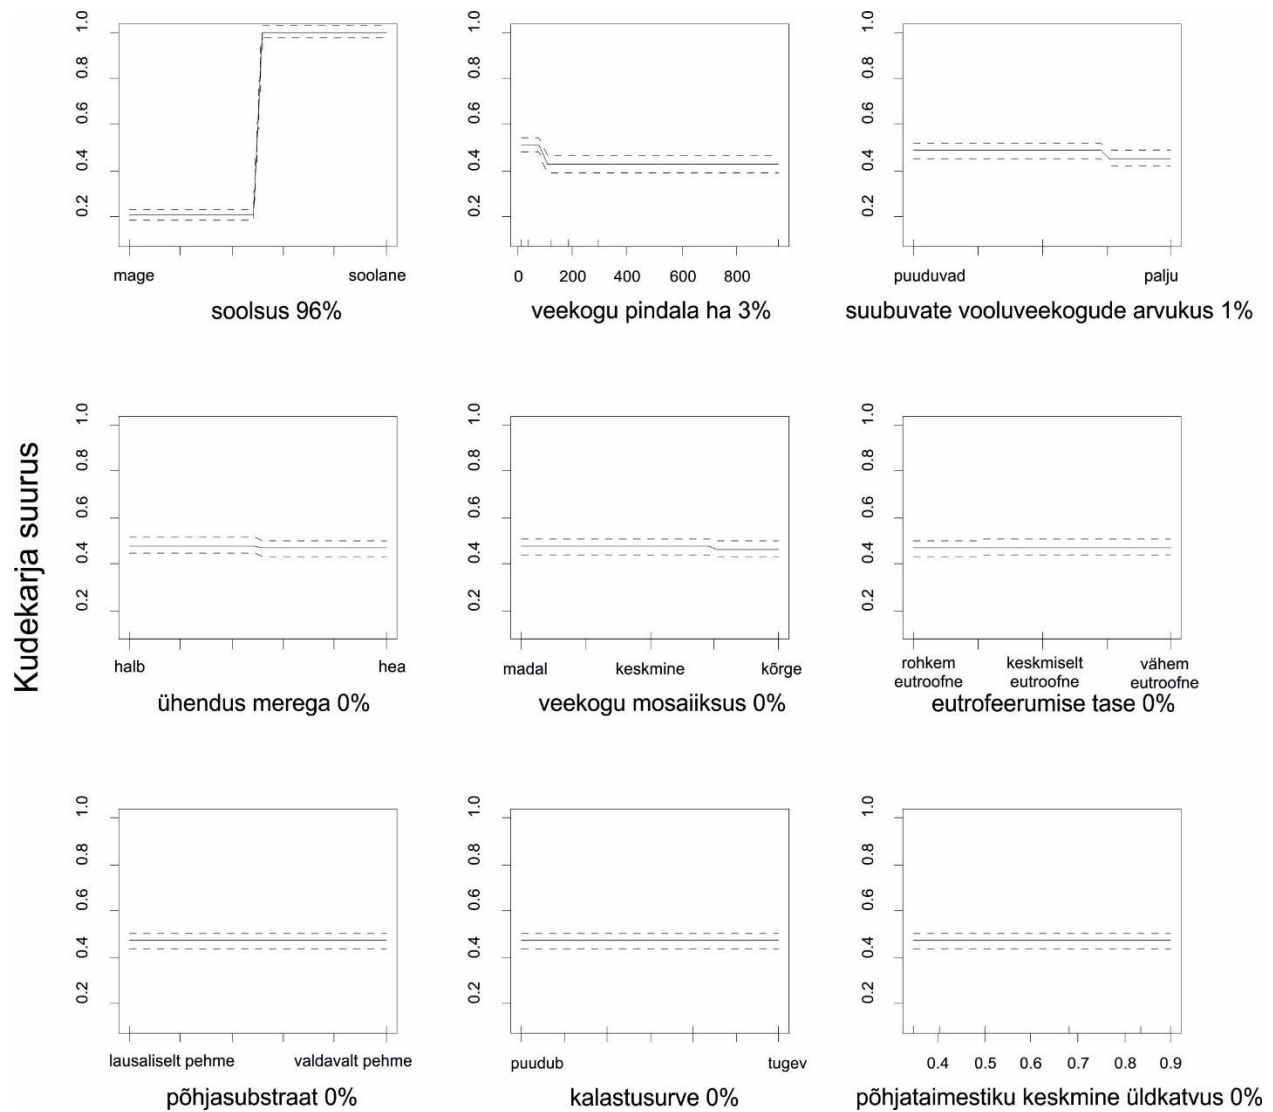 Kudekarja suurus
1.0 1.0 1.0
0.8 0.8 0.8
0.6 0.6 0.6
0.4 0.4 0.4
0.2 0.2 0.2
mage soolane 0 200 400 600 800 puuduvad palju
soolsus 96% veekogu pindala ha 3% suubuvate vooluveekogude arvukus 1%
1.0 1.0 1.0
0.8 0.8 0.8
0.6 0.6 0.6
0.4 0.4 0.4
0.2 0.2 0.2
halb hea madal keskmine kõrge rohkem keskmiselt vähem
eutroofne eutroofne eutroofne
ühendus merega 0% veekogu mosaiiksus 0% eutrofeerumise tase 0%
1.0 1.0 1.0
0.8 0.8 0.8
0.6 0.6 0.6
0.4 0.4 0.4
0.2 0.2 0.2
lausaliselt pehme valdavalt pehme puudub tugev 0.4 0.5 0.6 0.7 0.8 0.9
põhjasubstraat 0% kalastusurve 0% põhjataimestiku keskmine üldkatvus 0%